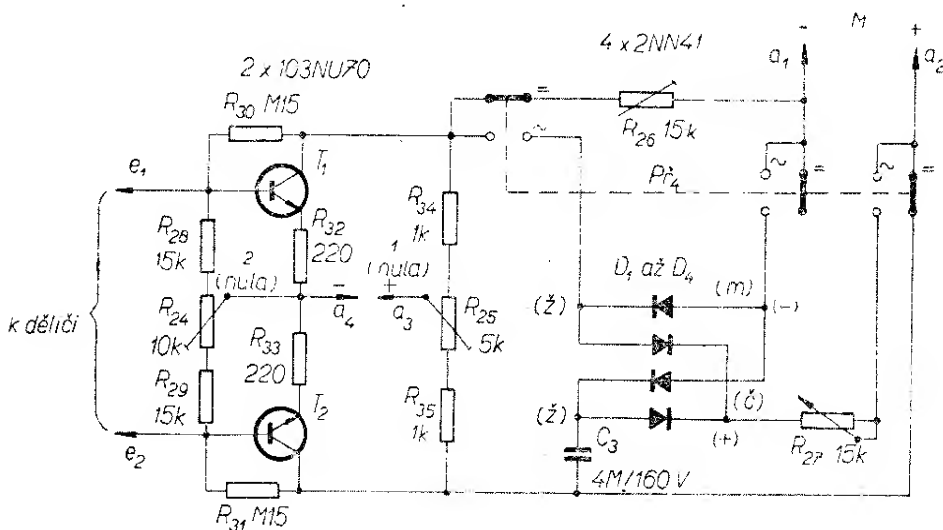 - M +
4 x 2NN41
a₁ a₂
2 x 103NU70
R₃₀ M15
=
R₂₆ 15k
~
e₁
T₁
~ = ~ =
Př₄
R₃₄
1k
R₂₈
15k
R₃₂
220
2
(nula)
1
(nula)
D₁ až D₄
- +
a₄ a₃
(ž) (m) (-)
R₂₅
5k
k děliči
R₂₄
10k
R₃₃
220
R₂₉
15k
T₂
R₃₅
1k
(ž) (č)
(+)
C₃
R₂₇ 15k
e₂
4M/160 V
R₃₁ M15